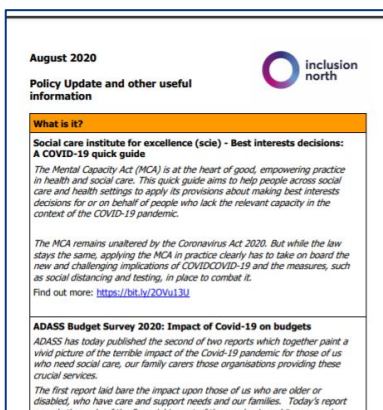 August 2020
inclusion
north
Policy Update and other useful
information
What is it?
Social care institute for excellence (scie) - Best interests decisions:
A COVID-19 quick guide
The Mental Capacity Act (MCA) is at the heart of good, empowering practice
in health and social care. This quick guide aims to help people across social
care and health settings to apply its provisions about making best interests
decisions for or on behalf of people who lack the relevant capacity in the
context of the COVID-19 pandemic.
The MCA remains unaltered by the Coronavirus Act 2020. But while the law
stays the same, applying the MCA in practice clearly has to take on board the
new and challenging implications of COVIDCOVID-19 and the measures, such
as social distancing and testing, in place to combat it.
Find out more: https://bit.ly/2OVu13U
ADASS Budget Survey 2020: Impact of Covid-19 on budgets
ADASS has today published the second of two reports which together paint a
vivid picture of the terrible impact of the Covid-19 pandemic for those of us
who need social care, our family carers those organisations providing these
crucial services.
The first report laid bare the impact upon those of us who are older or
disabled, who have care and support needs and our families. Today's report